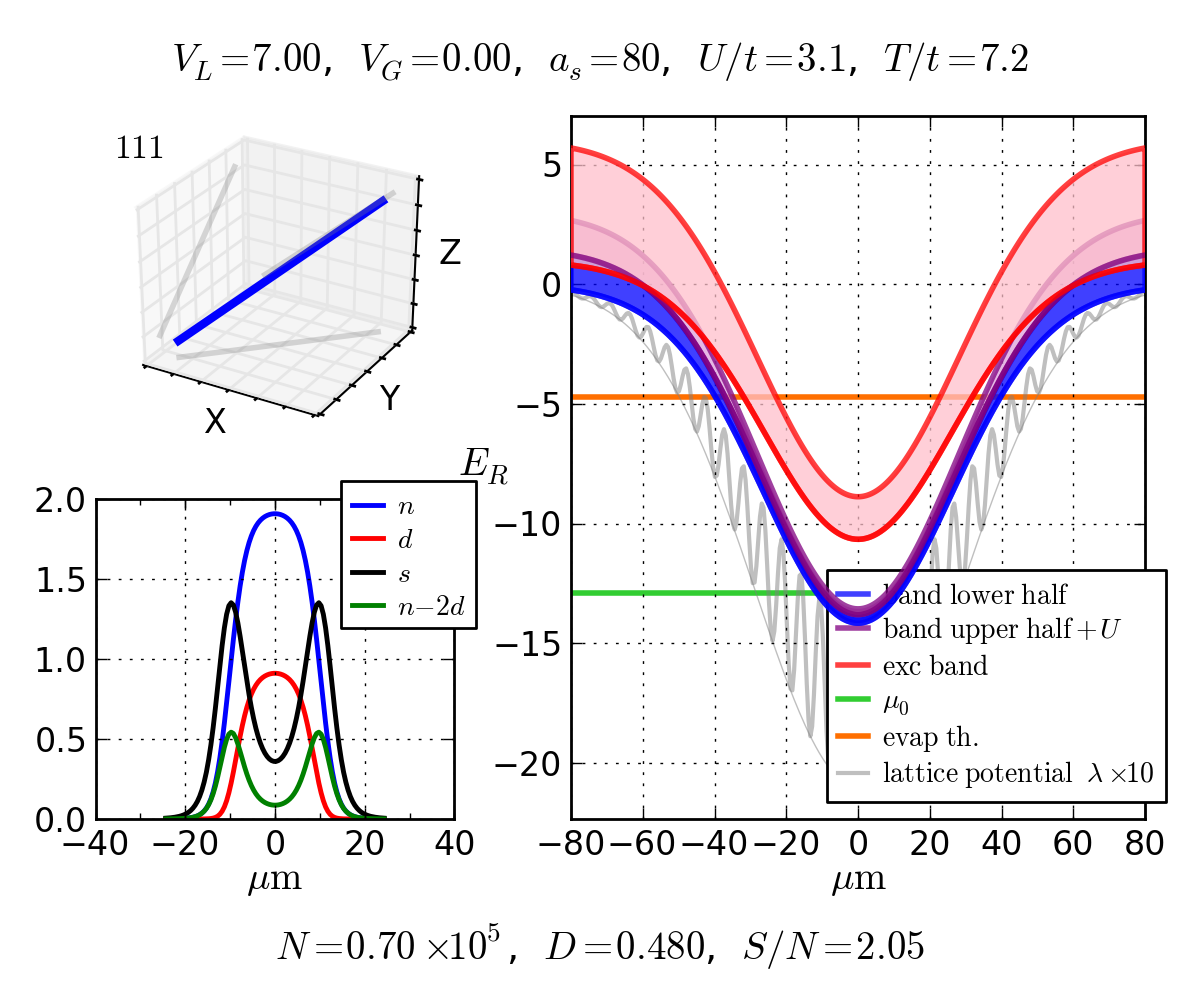 V_L=7.00, V_G=0.00, a_s=80, U/t=3.1, T/t=7.2
111
Z
Y
X
E_R
5
0
−5
−10
−15
−20
−80 −60 −40 −20 0 20 40 60 80
μm
band lower half
band upper half+U
exc band
μ_0
evap th.
lattice potential λ×10
2.0
1.5
1.0
0.5
0.0
−40 −20 0 20 40
μm
n
d
s
n−2d
N=0.70×10^5, D=0.480, S/N=2.05